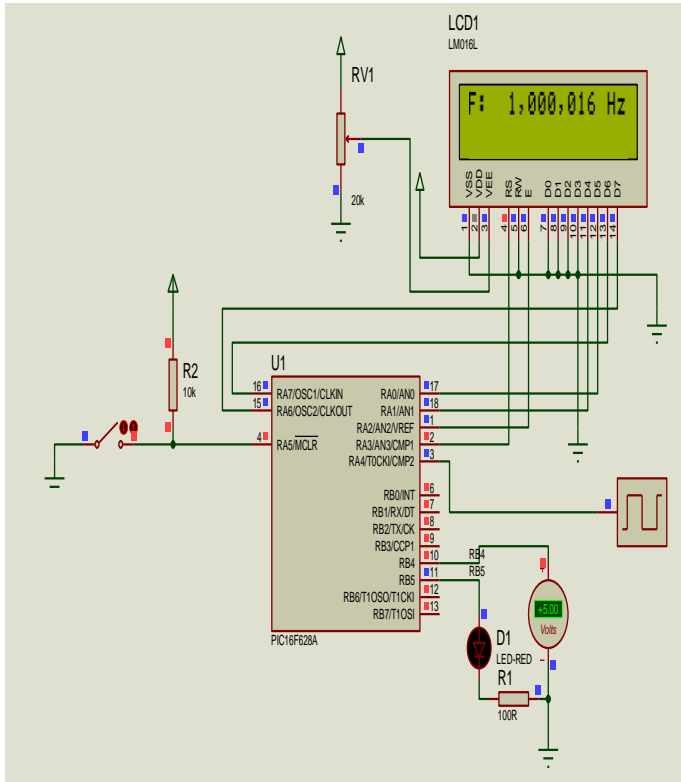 LCD1
LM016L
F: 1,000,016 Hz
VSS VDD VEE RS RW E D0 D1 D2 D3 D4 D5 D6 D7
1 2 3 4 5 6 7 8 9 10 11 12 13 14
RV1
20k
R2
10k
U1
16 RA7/OSC1/CLKIN RA0/AN0 17
15 RA6/OSC2/CLKOUT RA1/AN1 18
RA2/AN2/VREF 1
4 RA5/MCLR RA3/AN3/CMP1 2
RA4/T0CKI/CMP2 3
RB0/INT 6
RB1/RX/DT 7
RB2/TX/CK 8
RB3/CCP1 9
RB4 10 RB4
RB5 11 RB5
RB6/T1OSO/T1CKI 12
RB7/T1OSI 13
PIC16F628A
+
+5.00
Volts
−
D1
LED-RED
R1
100R